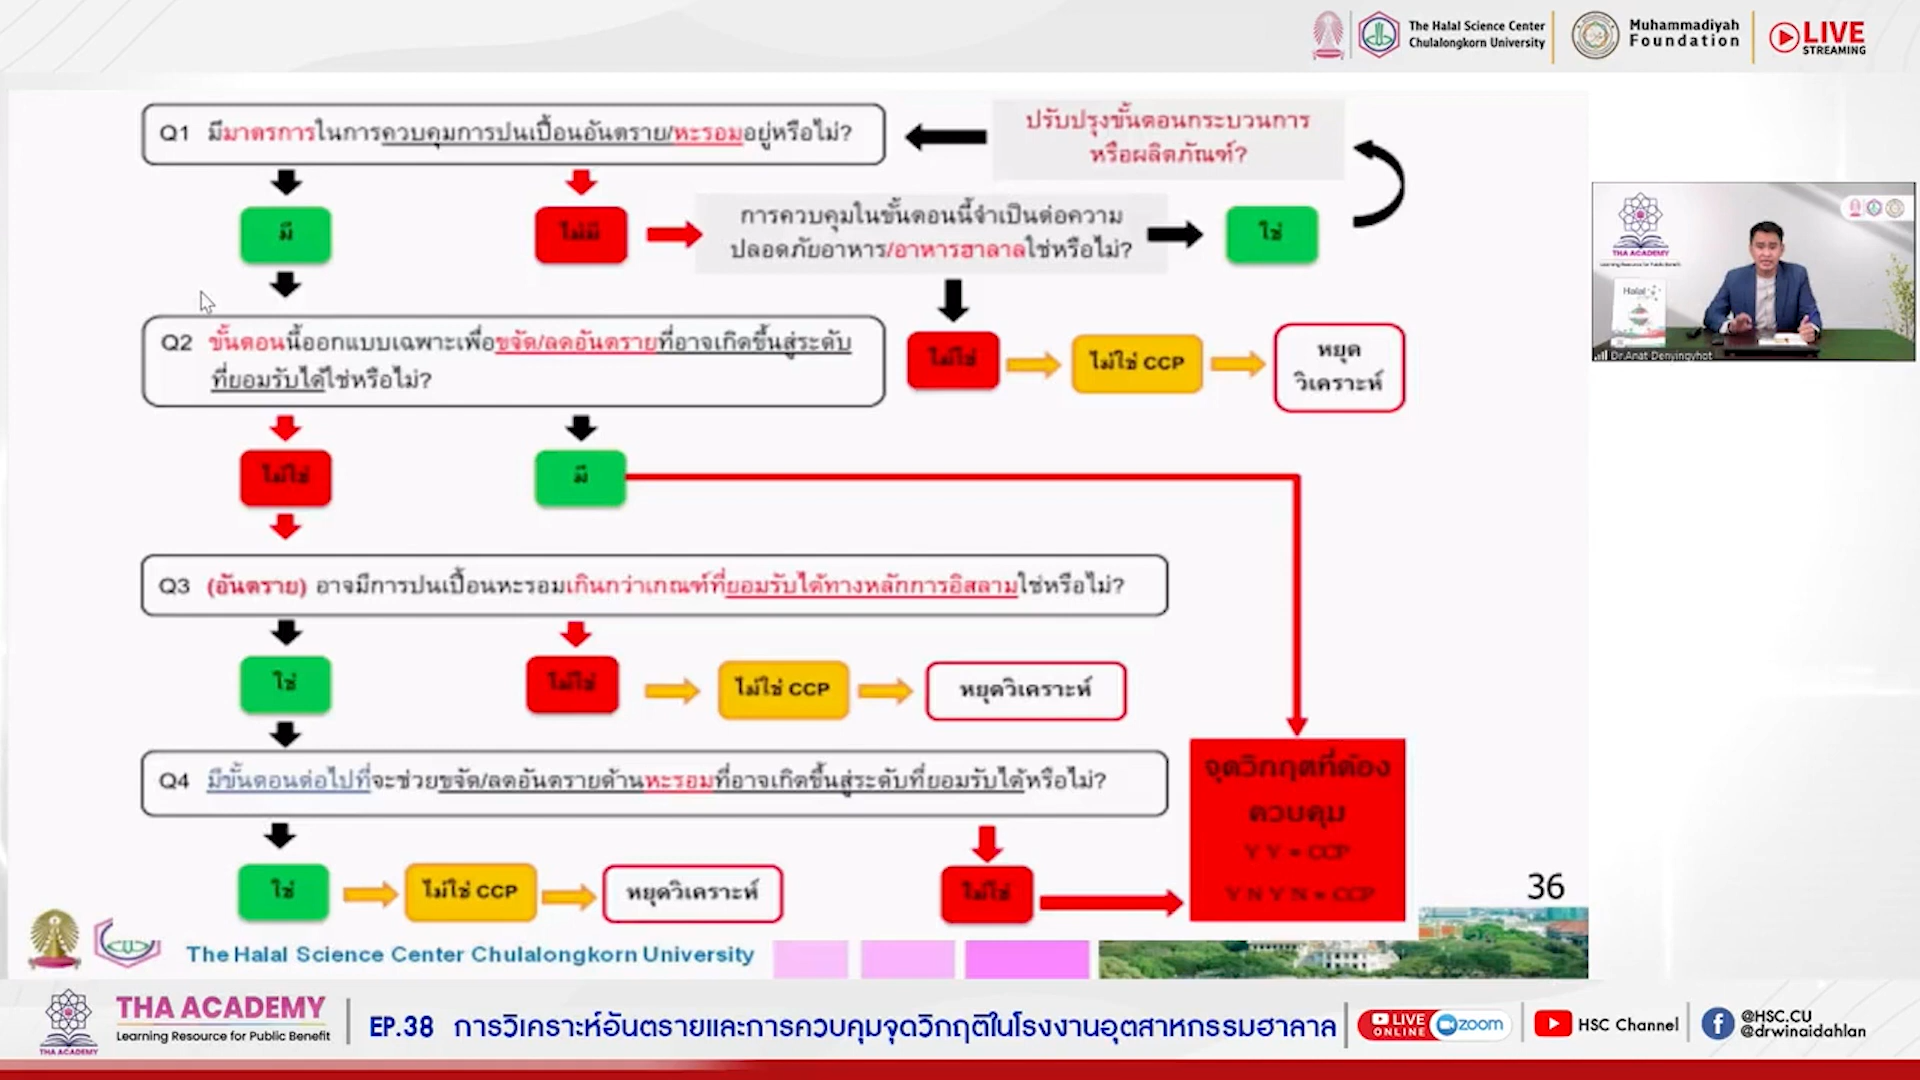 The Halal Science Center
Chulalongkorn University
Muhammadiyah
Foundation
LIVE
STREAMING
Q1 มีมาตรการในการควบคุมการปนเปื้อนอันตราย/หะรอมอยู่หรือไม่?
ปรับปรุงขั้นตอนกระบวนการ
หรือผลิตภัณฑ์?
มี
ไม่มี
การควบคุมในขั้นตอนนี้จำเป็นต่อความ
ปลอดภัยอาหาร/อาหารฮาลาลใช่หรือไม่?
ใช่
THA ACADEMY
Halal
Dr.Anat Denyingyhot
Q2 ขั้นตอนนี้ออกแบบเฉพาะเพื่อขจัด/ลดอันตรายที่อาจเกิดขึ้นสู่ระดับ
ที่ยอมรับได้ใช่หรือไม่?
ไม่ใช่
ไม่ใช่ CCP
หยุด
วิเคราะห์
ไม่ใช่
มี
Q3 (อันตราย) อาจมีการปนเปื้อนหะรอมเกินกว่าเกณฑ์ที่ยอมรับได้ทางหลักการอิสลามใช่หรือไม่?
ใช่
ไม่ใช่
ไม่ใช่ CCP
หยุดวิเคราะห์
Q4 มีขั้นตอนต่อไปที่จะช่วยขจัด/ลดอันตรายด้านหะรอมที่อาจเกิดขึ้นสู่ระดับที่ยอมรับได้หรือไม่?
จุดวิกฤตที่ต้อง
ควบคุม
Y Y = CCP
Y N Y N = CCP
ใช่
ไม่ใช่ CCP
หยุดวิเคราะห์
ไม่ใช่
36
The Halal Science Center Chulalongkorn University
THA ACADEMY
THA ACADEMY
Learning Resource for Public Benefit
EP.38 การวิเคราะห์อันตรายและการควบคุมจุดวิกฤติในโรงงานอุตสาหกรรมฮาลาล
LIVE
ONLINE
zoom
HSC Channel
@HSC.CU
@drwinaidahlan